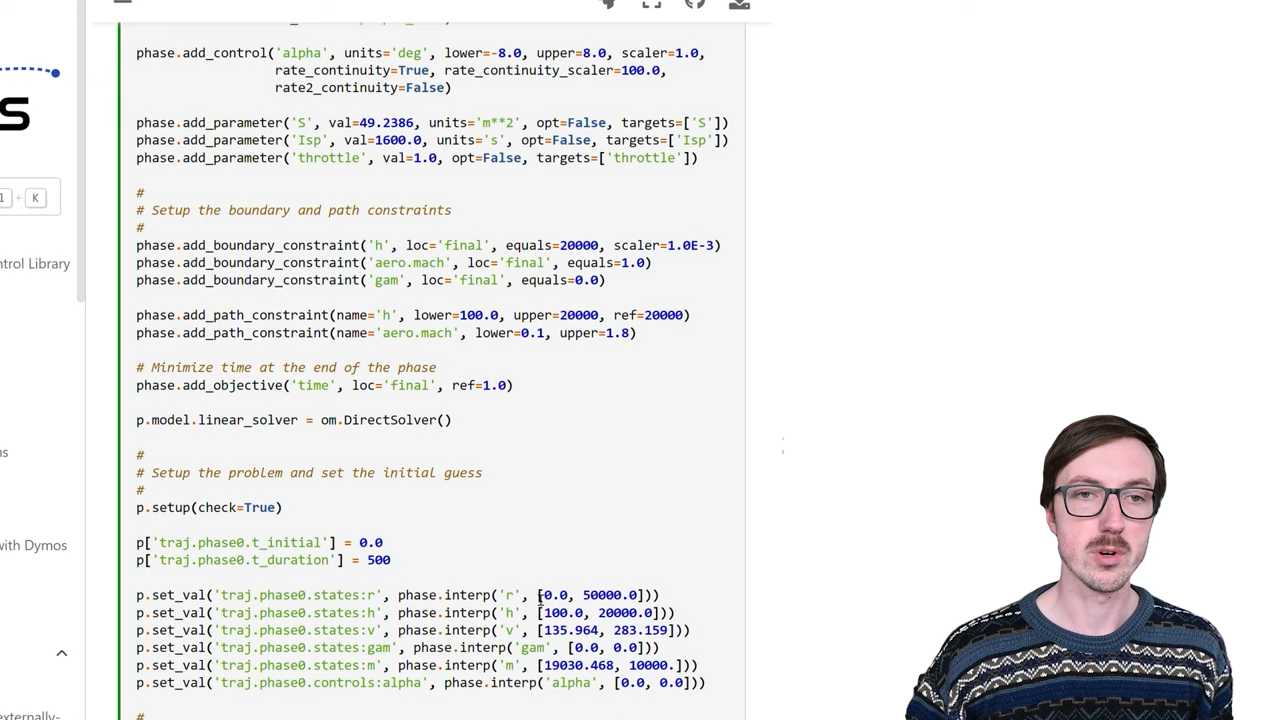 phase.add_control('alpha', units='deg', lower=-8.0, upper=8.0, scaler=1.0,
rate_continuity=True, rate_continuity_scaler=100.0,
rate2_continuity=False)
phase.add_parameter('S', val=49.2386, units='m**2', opt=False, targets=['S'])
phase.add_parameter('Isp', val=1600.0, units='s', opt=False, targets=['Isp'])
phase.add_parameter('throttle', val=1.0, opt=False, targets=['throttle'])
#
# Setup the boundary and path constraints
#
phase.add_boundary_constraint('h', loc='final', equals=20000, scaler=1.0E-3)
phase.add_boundary_constraint('aero.mach', loc='final', equals=1.0)
phase.add_boundary_constraint('gam', loc='final', equals=0.0)
phase.add_path_constraint(name='h', lower=100.0, upper=20000, ref=20000)
phase.add_path_constraint(name='aero.mach', lower=0.1, upper=1.8)
# Minimize time at the end of the phase
phase.add_objective('time', loc='final', ref=1.0)
p.model.linear_solver = om.DirectSolver()
#
# Setup the problem and set the initial guess
#
p.setup(check=True)
p['traj.phase0.t_initial'] = 0.0
p['traj.phase0.t_duration'] = 500
p.set_val('traj.phase0.states:r', phase.interp('r', [0.0, 50000.0]))
p.set_val('traj.phase0.states:h', phase.interp('h', [100.0, 20000.0]))
p.set_val('traj.phase0.states:v', phase.interp('v', [135.964, 283.159]))
p.set_val('traj.phase0.states:gam', phase.interp('gam', [0.0, 0.0]))
p.set_val('traj.phase0.states:m', phase.interp('m', [19030.468, 10000.]))
p.set_val('traj.phase0.controls:alpha', phase.interp('alpha', [0.0, 0.0]))
#
s
l + K
ntrol Library
s
ns
with Dymos
externally-